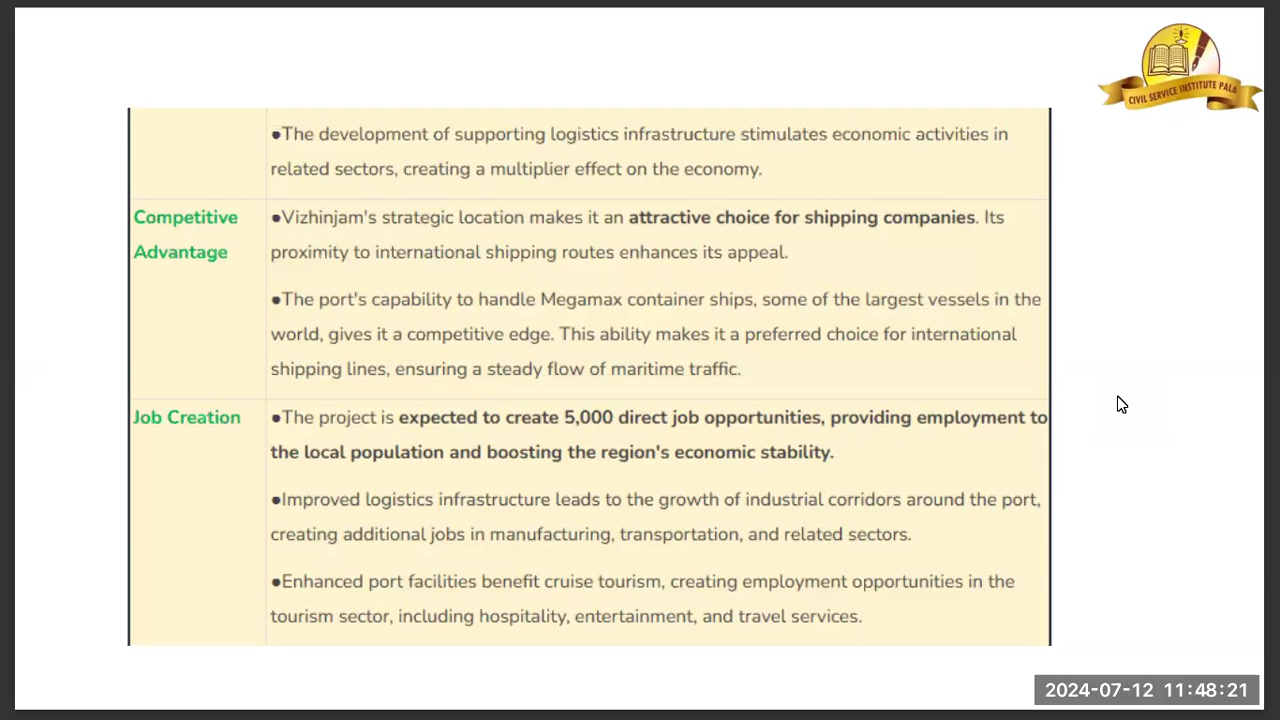 CIVIL SERVICE INSTITUTE PALA
●The development of supporting logistics infrastructure stimulates economic activities in
related sectors, creating a multiplier effect on the economy.
Competitive
Advantage
●Vizhinjam's strategic location makes it an attractive choice for shipping companies. Its
proximity to international shipping routes enhances its appeal.
●The port's capability to handle Megamax container ships, some of the largest vessels in the
world, gives it a competitive edge. This ability makes it a preferred choice for international
shipping lines, ensuring a steady flow of maritime traffic.
Job Creation
●The project is expected to create 5,000 direct job opportunities, providing employment to
the local population and boosting the region's economic stability.
●Improved logistics infrastructure leads to the growth of industrial corridors around the port,
creating additional jobs in manufacturing, transportation, and related sectors.
●Enhanced port facilities benefit cruise tourism, creating employment opportunities in the
tourism sector, including hospitality, entertainment, and travel services.
2024-07-12 11:48:21